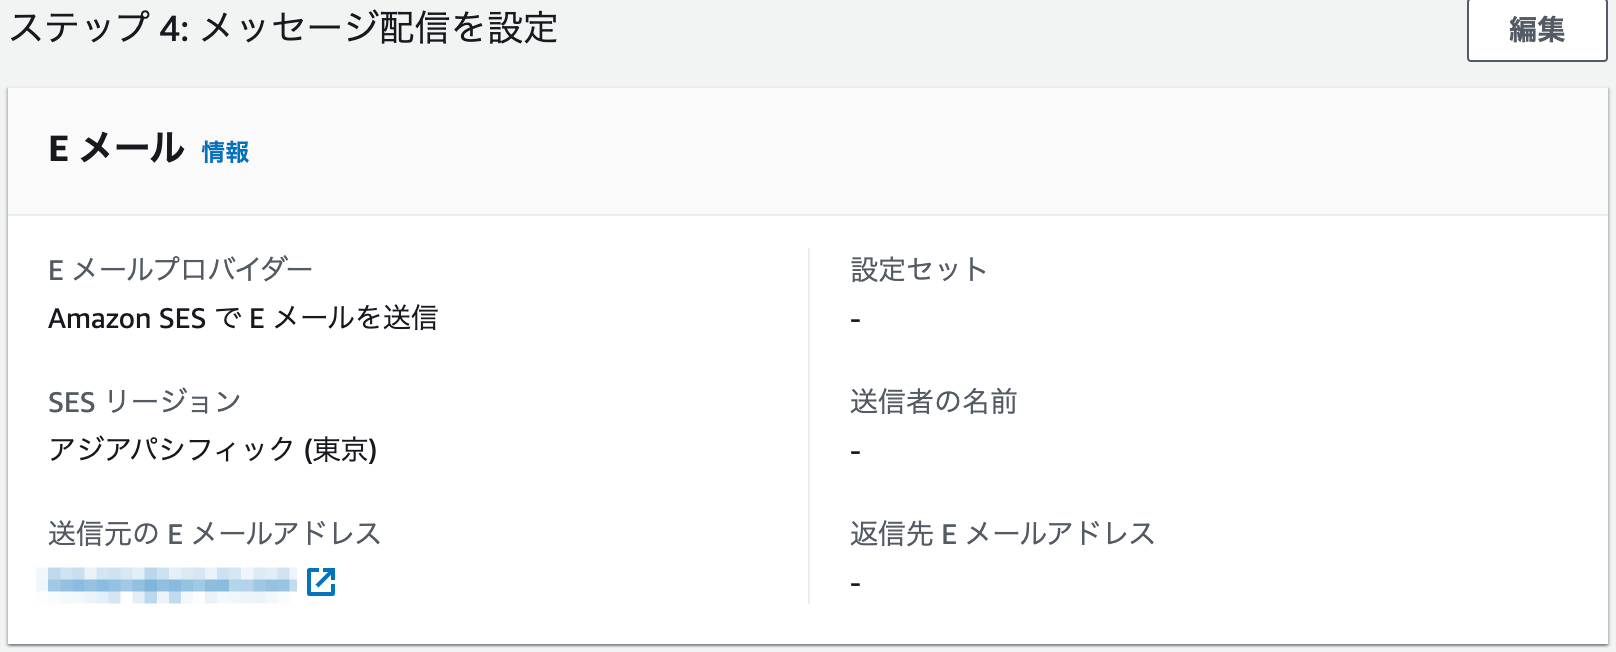 ステップ 4: メッセージ配信を設定
編集
E メール 情報
E メールプロバイダー
Amazon SES で E メールを送信
SES リージョン
アジアパシフィック (東京)
送信元の E メールアドレス
設定セット
-
送信者の名前
-
返信先 E メールアドレス
-